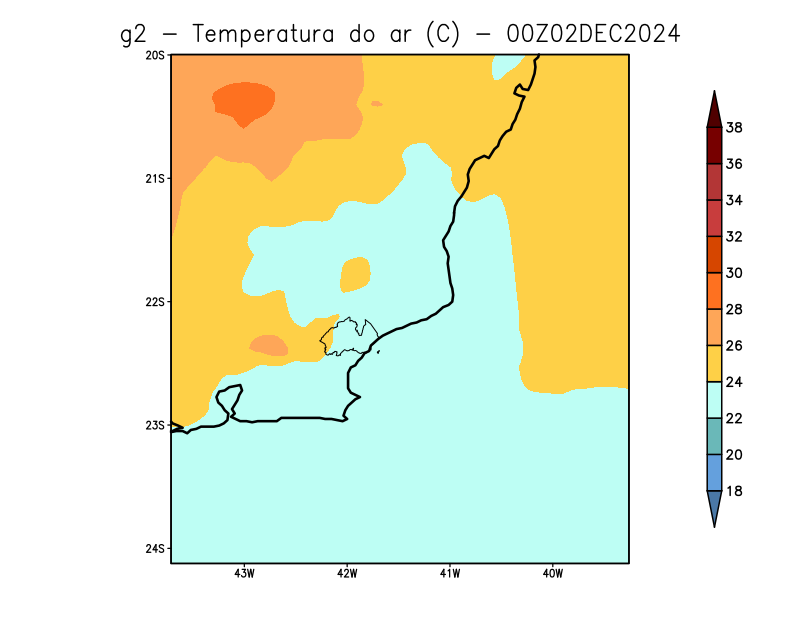 g2 – Temperatura do ar (C) – 00Z02DEC2024
20S
21S
22S
23S
24S
43W
42W
41W
40W
38
36
34
32
30
28
26
24
22
20
18